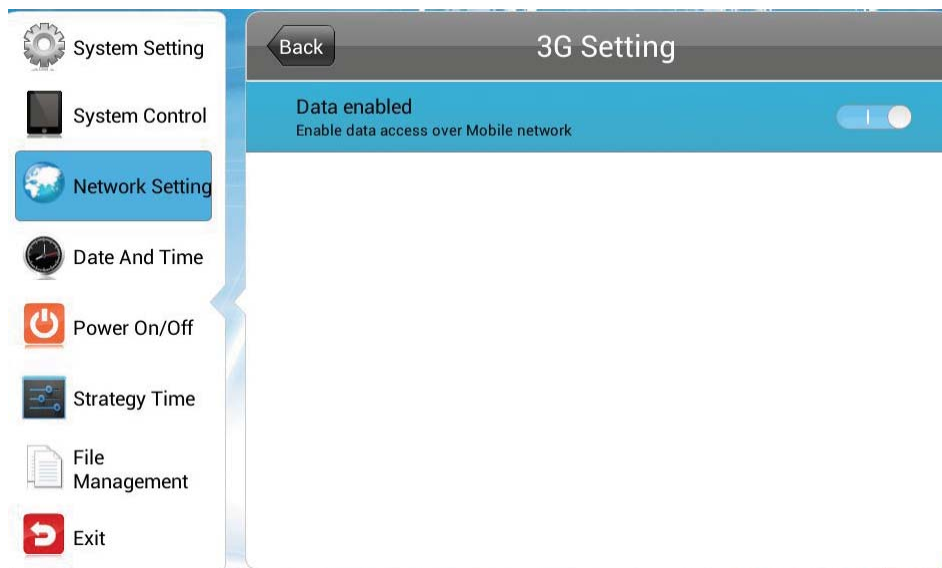 System Setting
System Control
Network Setting
Date And Time
Power On/Off
Strategy Time
File
Management
Exit
Back
3G Setting
Data enabled
Enable data access over Mobile network